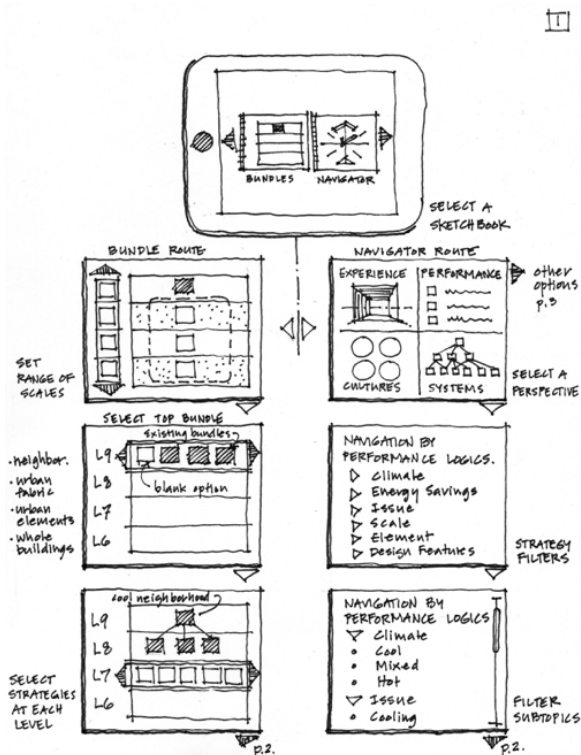 1
BUNDLES
NAVIGATOR
SELECT A
SKETCHBOOK
BUNDLE ROUTE
SET
RANGE OF
SCALES
NAVIGATOR ROUTE
EXPERIENCE
PERFORMANCE
CULTURES
SYSTEMS
other
options
p.3
SELECT A
PERSPECTIVE
SELECT TOP BUNDLE
existing bundles
L9
L8
L7
L6
blank option
• neighbor.
• urban
fabric
• urban
elements
• whole
buildings
NAVIGATION BY
PERFORMANCE LOGICS.
Climate
Energy Savings
Issue
Scale
Element
Design Features
STRATEGY
FILTERS
cool neighborhood
L9
L8
L7
L6
SELECT
STRATEGIES
AT EACH
LEVEL
p.2.
NAVIGATION BY
PERFORMANCE LOGICS
Climate
• Cool
• Mixed
• Hot
Issue
• Cooling
FILTER
SUBTOPICS
p.2.